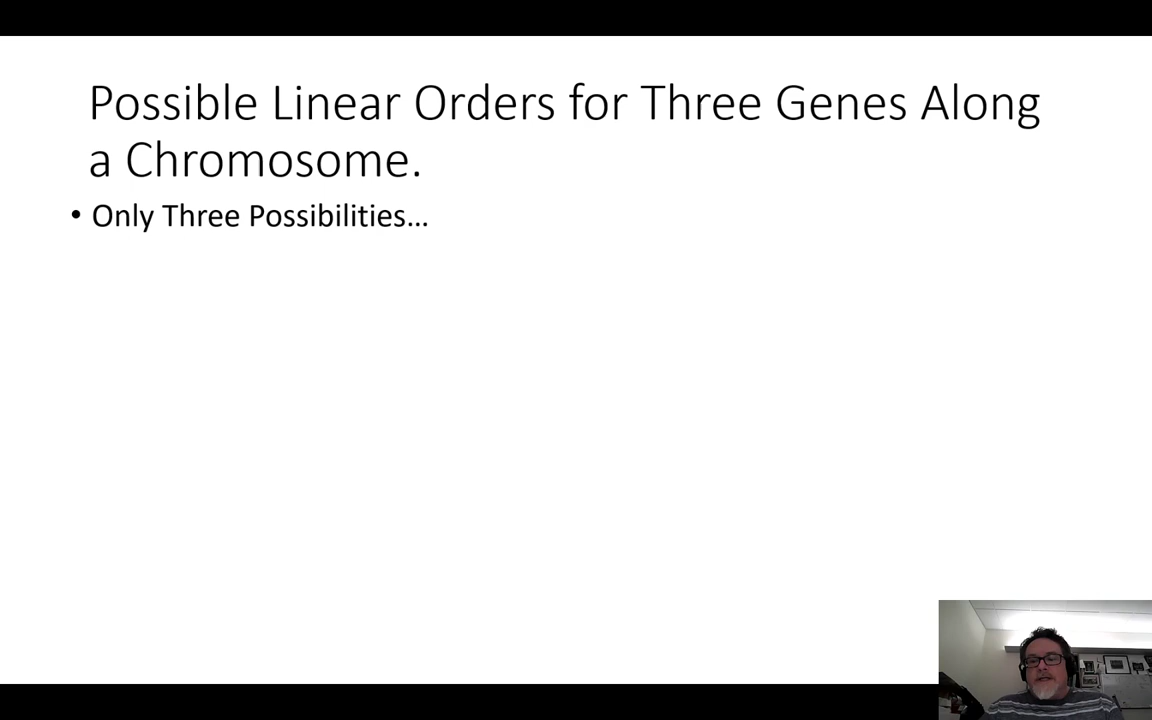 Possible Linear Orders for Three Genes Along
a Chromosome.
• Only Three Possibilities...